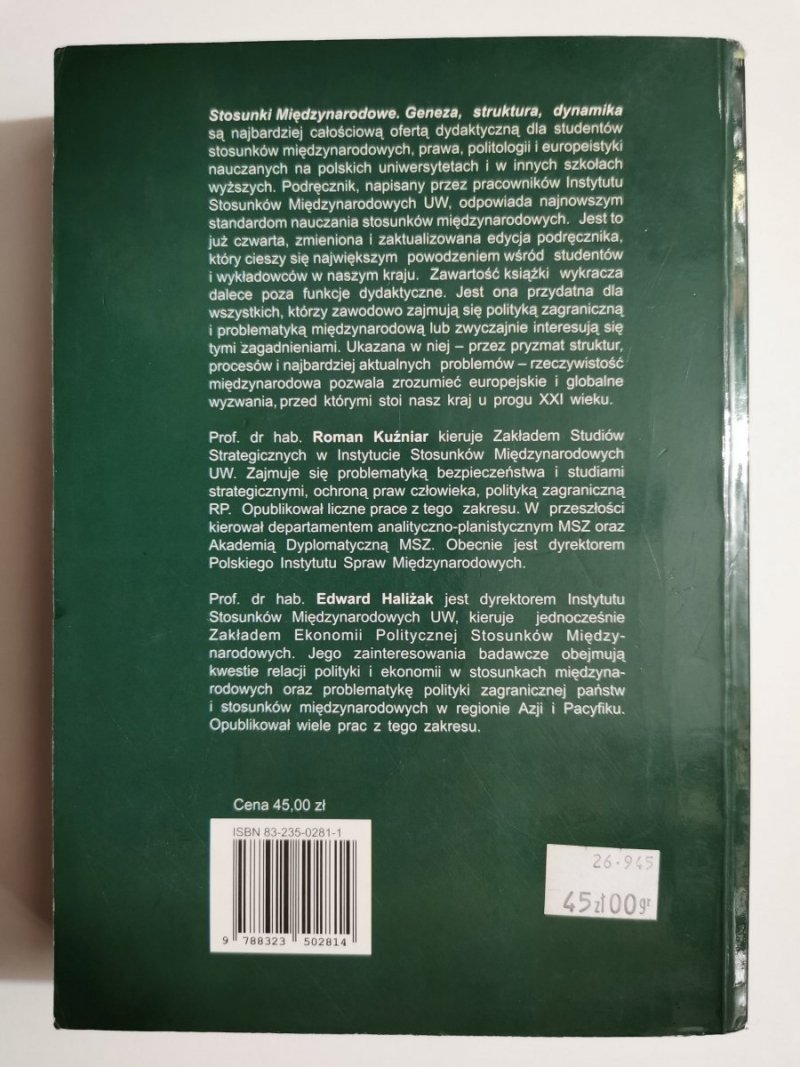 Stosunki Międzynarodowe. Geneza, struktura, dynamika
są najbardziej całościową ofertą dydaktyczną dla studentów
stosunków międzynarodowych, prawa, politologii i europeistyki
nauczanych na polskich uniwersytetach i w innych szkołach
wyższych. Podręcznik, napisany przez pracowników Instytutu
Stosunków Międzynarodowych UW, odpowiada najnowszym
standardom nauczania stosunków międzynarodowych. Jest to
już czwarta, zmieniona i zaktualizowana edycja podręcznika,
który cieszy się największym powodzeniem wśród studentów
i wykładowców w naszym kraju. Zawartość książki wykracza
dalece poza funkcje dydaktyczne. Jest ona przydatna dla
wszystkich, którzy zawodowo zajmują się polityką zagraniczną
i problematyką międzynarodową lub zwyczajnie interesują się
tymi zagadnieniami. Ukazana w niej – przez pryzmat struktur,
procesów i najbardziej aktualnych problemów – rzeczywistość
międzynarodowa pozwala zrozumieć europejskie i globalne
wyzwania, przed którymi stoi nasz kraj u progu XXI wieku.
Prof. dr hab. Roman Kuźniar kieruje Zakładem Studiów
Strategicznych w Instytucie Stosunków Międzynarodowych
UW. Zajmuje się problematyką bezpieczeństwa i studiami
strategicznymi, ochroną praw człowieka, polityką zagraniczną
RP. Opublikował liczne prace z tego zakresu. W przeszłości
kierował departamentem analityczno-planistycznym MSZ oraz
Akademią Dyplomatyczną MSZ. Obecnie jest dyrektorem
Polskiego Instytutu Spraw Międzynarodowych.
Prof. dr hab. Edward Haliżak jest dyrektorem Instytutu
Stosunków Międzynarodowych UW, kieruje jednocześnie
Zakładem Ekonomii Politycznej Stosunków Między-
narodowych. Jego zainteresowania badawcze obejmują
kwestie relacji polityki i ekonomii w stosunkach międzyna-
rodowych oraz problematykę polityki zagranicznej państw
i stosunków międzynarodowych w regionie Azji i Pacyfiku.
Opublikował wiele prac z tego zakresu.
Cena 45,00 zł
ISBN 83-235-0281-1
9 788323 502814
26.945
45zł00gr